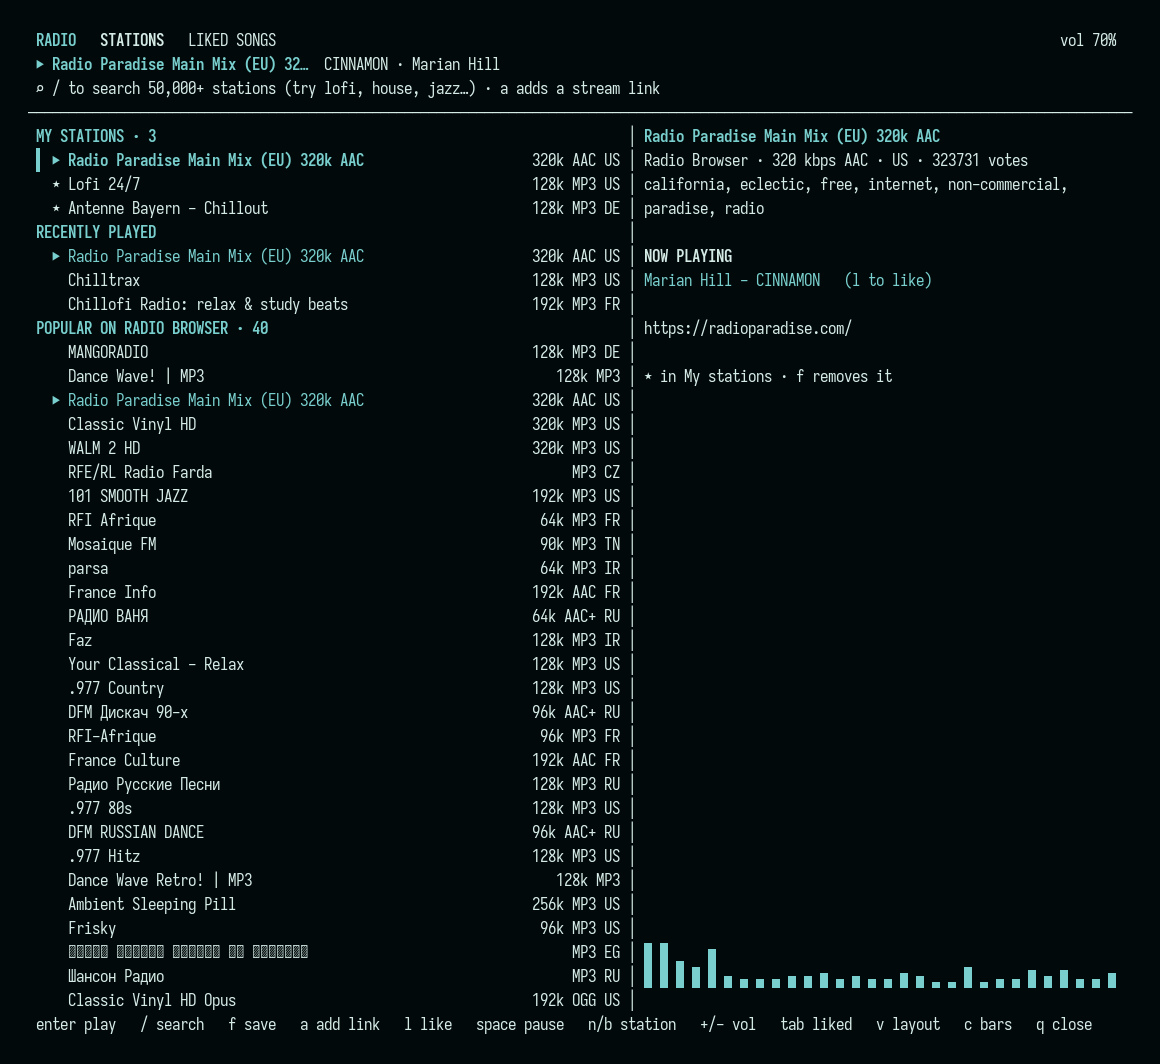 RADIO STATIONS LIKED SONGS vol 70%
▶ Radio Paradise Main Mix (EU) 32… CINNAMON · Marian Hill
⌕ / to search 50,000+ stations (try lofi, house, jazz…) · a adds a stream link
MY STATIONS · 3
▶ Radio Paradise Main Mix (EU) 320k AAC 320k AAC US
★ Lofi 24/7 128k MP3 US
★ Antenne Bayern - Chillout 128k MP3 DE
RECENTLY PLAYED
▶ Radio Paradise Main Mix (EU) 320k AAC 320k AAC US
Chilltrax 128k MP3 US
Chillofi Radio: relax & study beats 192k MP3 FR
POPULAR ON RADIO BROWSER · 40
MANGORADIO 128k MP3 DE
Dance Wave! | MP3 128k MP3
▶ Radio Paradise Main Mix (EU) 320k AAC 320k AAC US
Classic Vinyl HD 320k MP3 US
WALM 2 HD 320k MP3 US
RFE/RL Radio Farda MP3 CZ
101 SMOOTH JAZZ 192k MP3 US
RFI Afrique 64k MP3 FR
Mosaique FM 90k MP3 TN
parsa 64k MP3 IR
France Info 192k AAC FR
РАДИО ВАНЯ 64k AAC+ RU
Faz 128k MP3 IR
Your Classical - Relax 128k MP3 US
.977 Country 128k MP3 US
DFM Дискач 90-х 96k AAC+ RU
RFI-Afrique 96k MP3 FR
France Culture 192k AAC FR
Радио Русские Песни 128k MP3 RU
.977 80s 128k MP3 US
DFM RUSSIAN DANCE 96k AAC+ RU
.977 Hitz 128k MP3 US
Dance Wave Retro! | MP3 128k MP3
Ambient Sleeping Pill 256k MP3 US
Frisky 96k MP3 US
MP3 EG
Шансон Радио MP3 RU
Classic Vinyl HD Opus 192k OGG US
Radio Paradise Main Mix (EU) 320k AAC
Radio Browser · 320 kbps AAC · US · 323731 votes
california, eclectic, free, internet, non-commercial,
paradise, radio
NOW PLAYING
Marian Hill - CINNAMON (l to like)
https://radioparadise.com/
★ in My stations · f removes it
enter play / search f save a add link l like space pause n/b station +/- vol tab liked v layout c bars q close